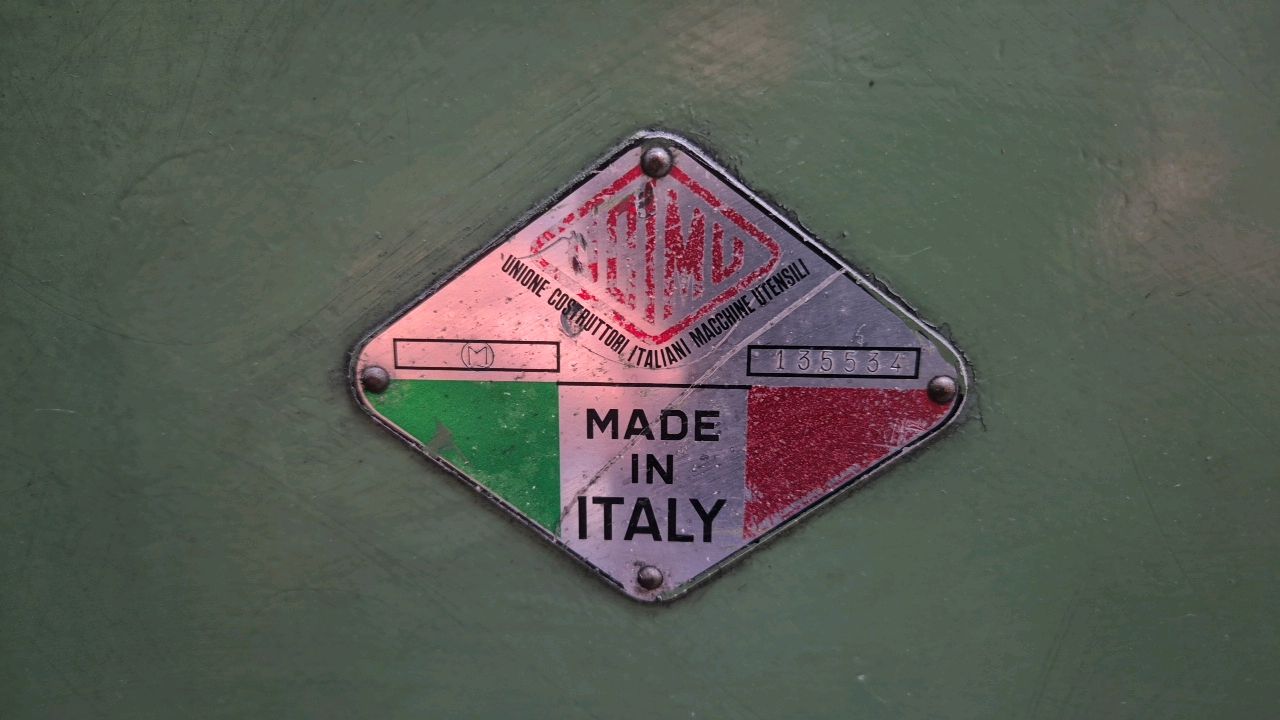 UCIMU
UNIONE COSTRUTTORI ITALIANI MACCHINE UTENSILI
M
135534
MADE
IN
ITALY